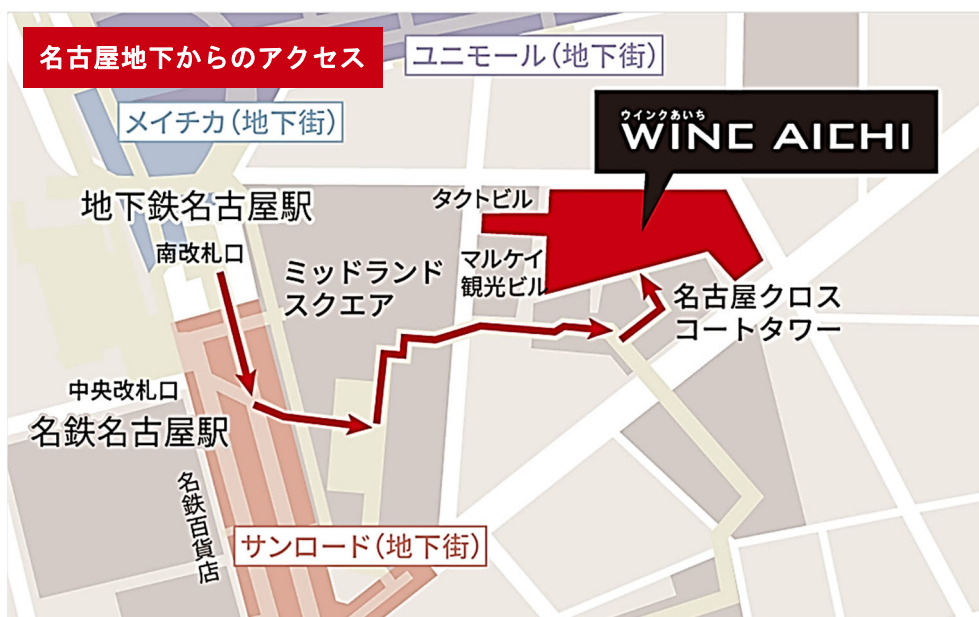 名古屋地下からのアクセス
ユニモール(地下街)
メイチカ(地下街)
ウインクあいち
WINC AICHI
地下鉄名古屋駅
南改札口
タクトビル
マルケイ
観光ビル
ミッドランド
スクエア
名古屋クロス
コートタワー
中央改札口
名鉄名古屋駅
名鉄百貨店
サンロード(地下街)